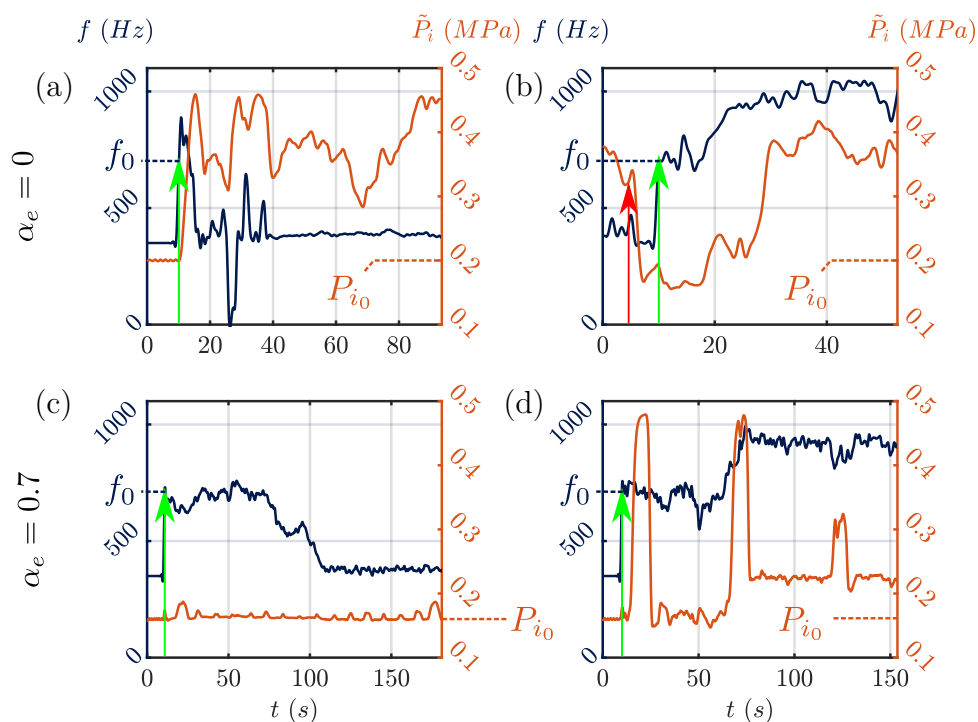 f (Hz) P̃_i (MPa) f (Hz) P̃_i (MPa)
(a) (b)
1000 0.5 1000 0.5
0.4 0.4
f_0 f_0
α_e = 0
500 0.3 500 0.3
0.2 0.2
P_{i_0} P_{i_0}
0 0.1 0 0.1
0 20 40 60 80 0 20 40
(c) (d)
1000 0.5 1000 0.5
0.4 0.4
f_0 f_0
α_e = 0.7
500 0.3 500 0.3
0.2 0.2
P_{i_0} P_{i_0}
0 0.1 0 0.1
0 50 100 150 0 50 100 150
t (s) t (s)